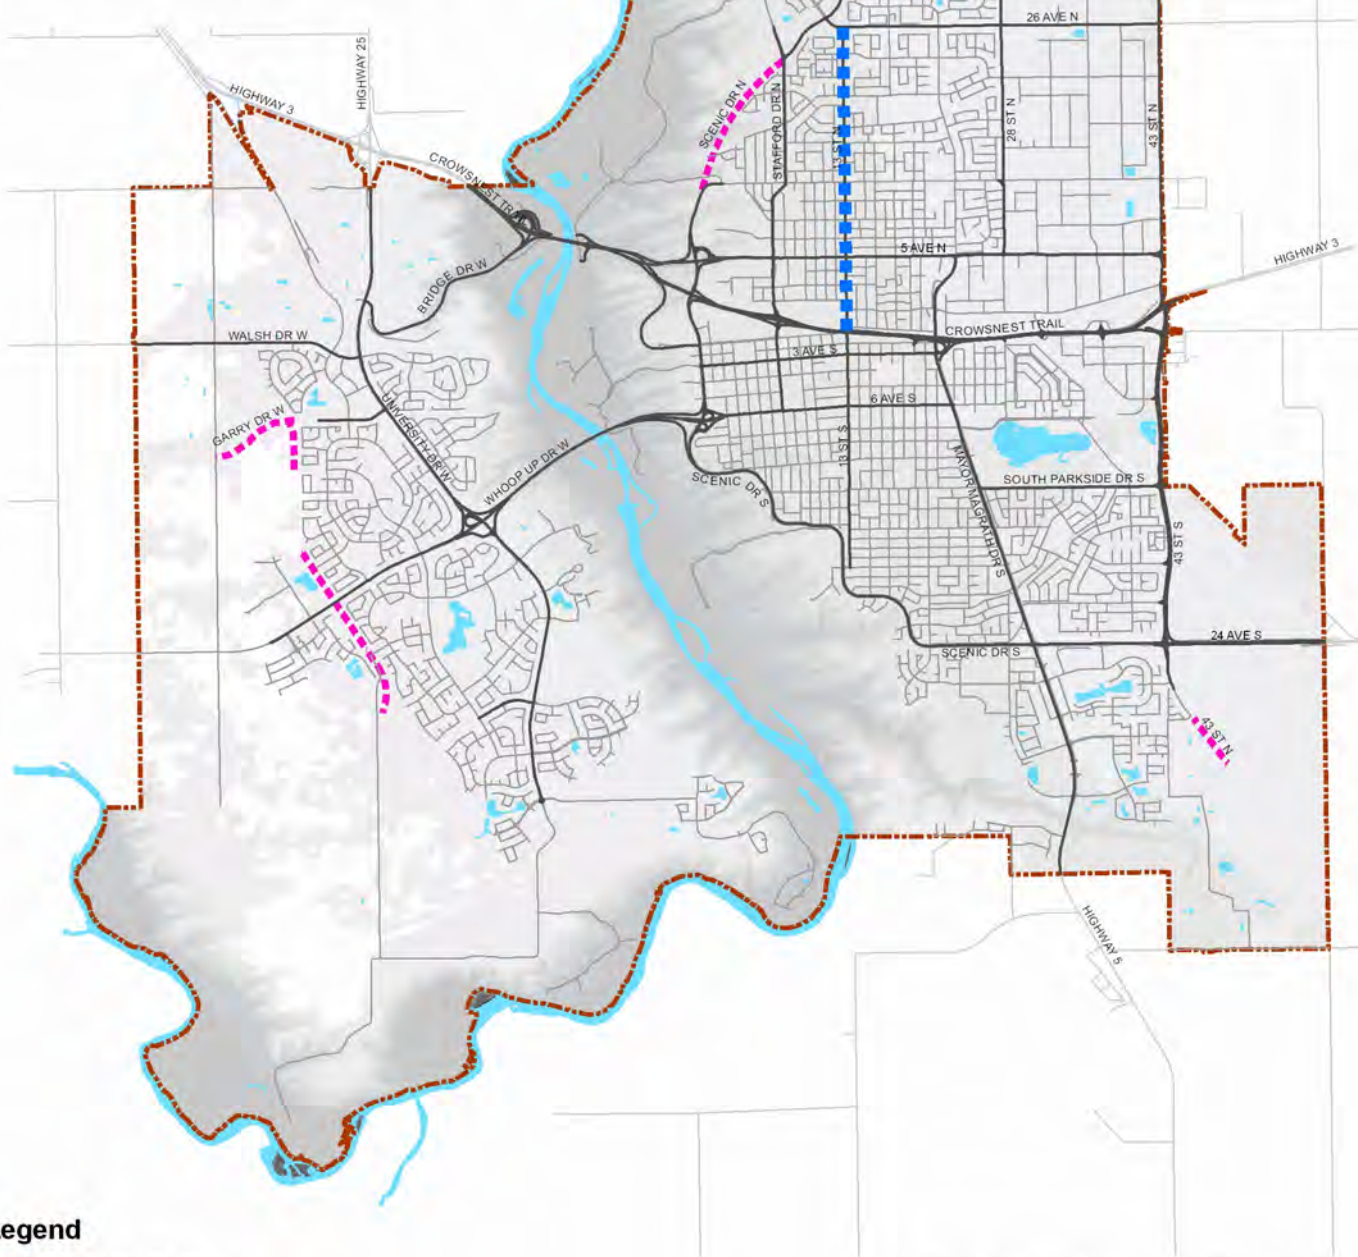 26 AVE N
HIGHWAY 25
HIGHWAY 3
SCENIC DR N
STAFFORD DR N
13 ST N
28 ST N
43 ST N
CROWSNEST TRAIL
5 AVE N
HIGHWAY 3
BRIDGE DR W
WALSH DR W
CROWSNEST TRAIL
3 AVE S
6 AVE S
GARRY DR W
UNIVERSITY DR W
WHOOP UP DR W
13 ST S
MAYOR MAGRATH DR S
SCENIC DR S
SOUTH PARKSIDE DR S
43 ST S
24 AVE S
SCENIC DR S
43 ST N
HIGHWAY 5
egend